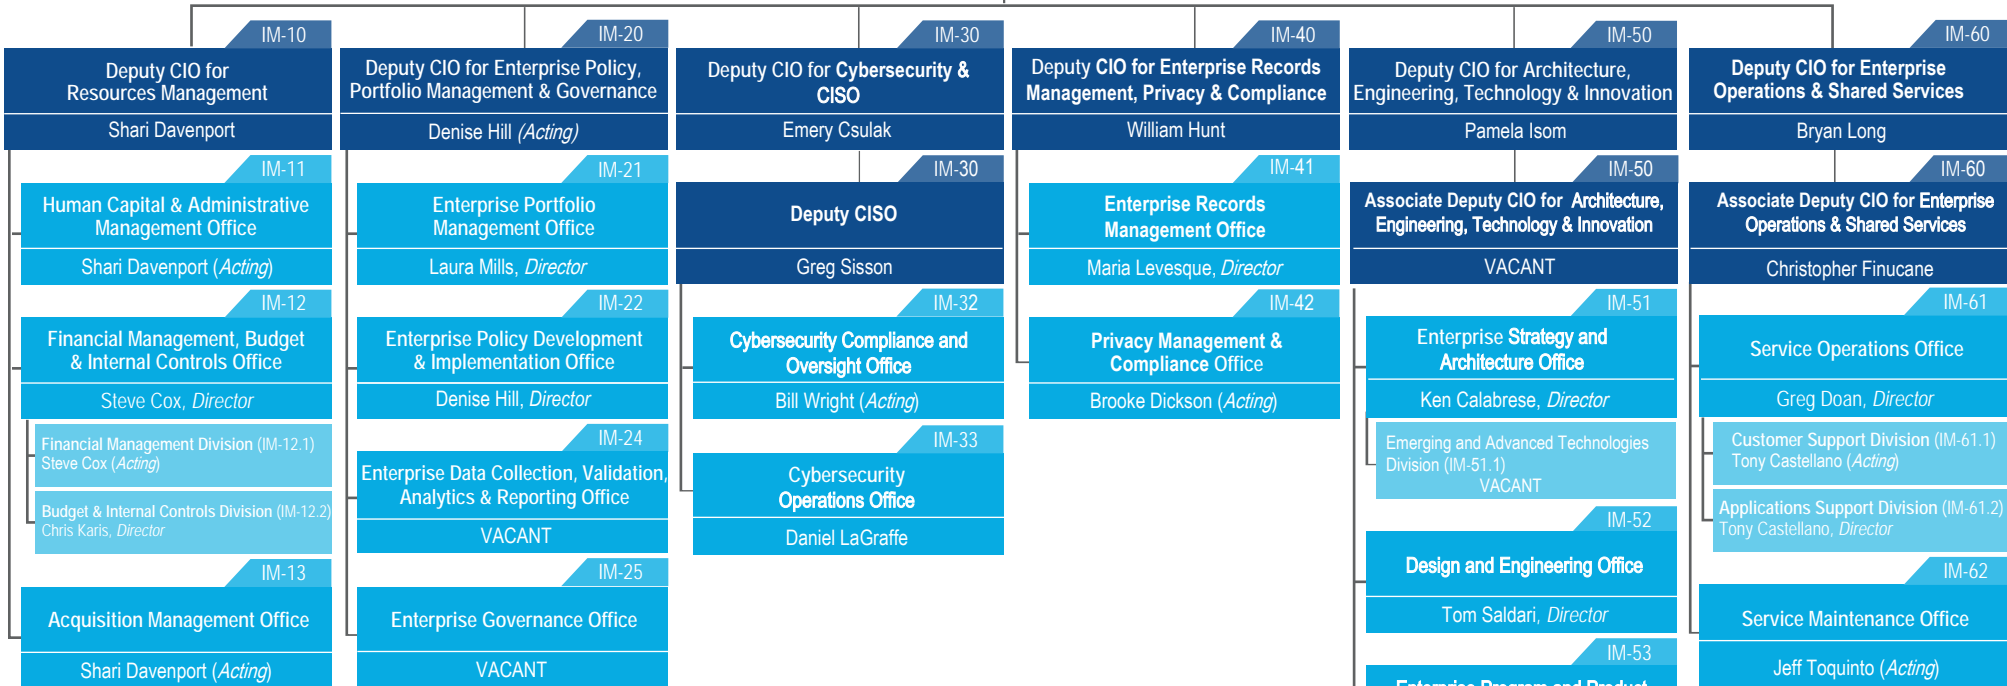 IM-10
Deputy CIO for
Resources Management
Shari Davenport
IM-11
Human Capital & Administrative
Management Office
Shari Davenport (Acting)
IM-12
Financial Management, Budget
& Internal Controls Office
Steve Cox, Director
Financial Management Division (IM-12.1)
Steve Cox (Acting)
Budget & Internal Controls Division (IM-12.2)
Chris Karis, Director
IM-13
Acquisition Management Office
Shari Davenport (Acting)
IM-20
Deputy CIO for Enterprise Policy,
Portfolio Management & Governance
Denise Hill (Acting)
IM-21
Enterprise Portfolio
Management Office
Laura Mills, Director
IM-22
Enterprise Policy Development
& Implementation Office
Denise Hill, Director
IM-24
Enterprise Data Collection, Validation,
Analytics & Reporting Office
VACANT
IM-25
Enterprise Governance Office
VACANT
IM-30
Deputy CIO for Cybersecurity &
CISO
Emery Csulak
IM-30
Deputy CISO
Greg Sisson
IM-32
Cybersecurity Compliance and
Oversight Office
Bill Wright (Acting)
IM-33
Cybersecurity
Operations Office
Daniel LaGraffe
IM-40
Deputy CIO for Enterprise Records
Management, Privacy & Compliance
William Hunt
IM-41
Enterprise Records
Management Office
Maria Levesque, Director
IM-42
Privacy Management &
Compliance Office
Brooke Dickson (Acting)
IM-50
Deputy CIO for Architecture,
Engineering, Technology & Innovation
Pamela Isom
IM-50
Associate Deputy CIO for Architecture,
Engineering, Technology & Innovation
VACANT
IM-51
Enterprise Strategy and
Architecture Office
Ken Calabrese, Director
Emerging and Advanced Technologies
Division (IM-51.1)
VACANT
IM-52
Design and Engineering Office
Tom Saldari, Director
IM-53
Enterprise Program and Product
IM-60
Deputy CIO for Enterprise
Operations & Shared Services
Bryan Long
IM-60
Associate Deputy CIO for Enterprise
Operations & Shared Services
Christopher Finucane
IM-61
Service Operations Office
Greg Doan, Director
Customer Support Division (IM-61.1)
Tony Castellano (Acting)
Applications Support Division (IM-61.2)
Tony Castellano, Director
IM-62
Service Maintenance Office
Jeff Toquinto (Acting)